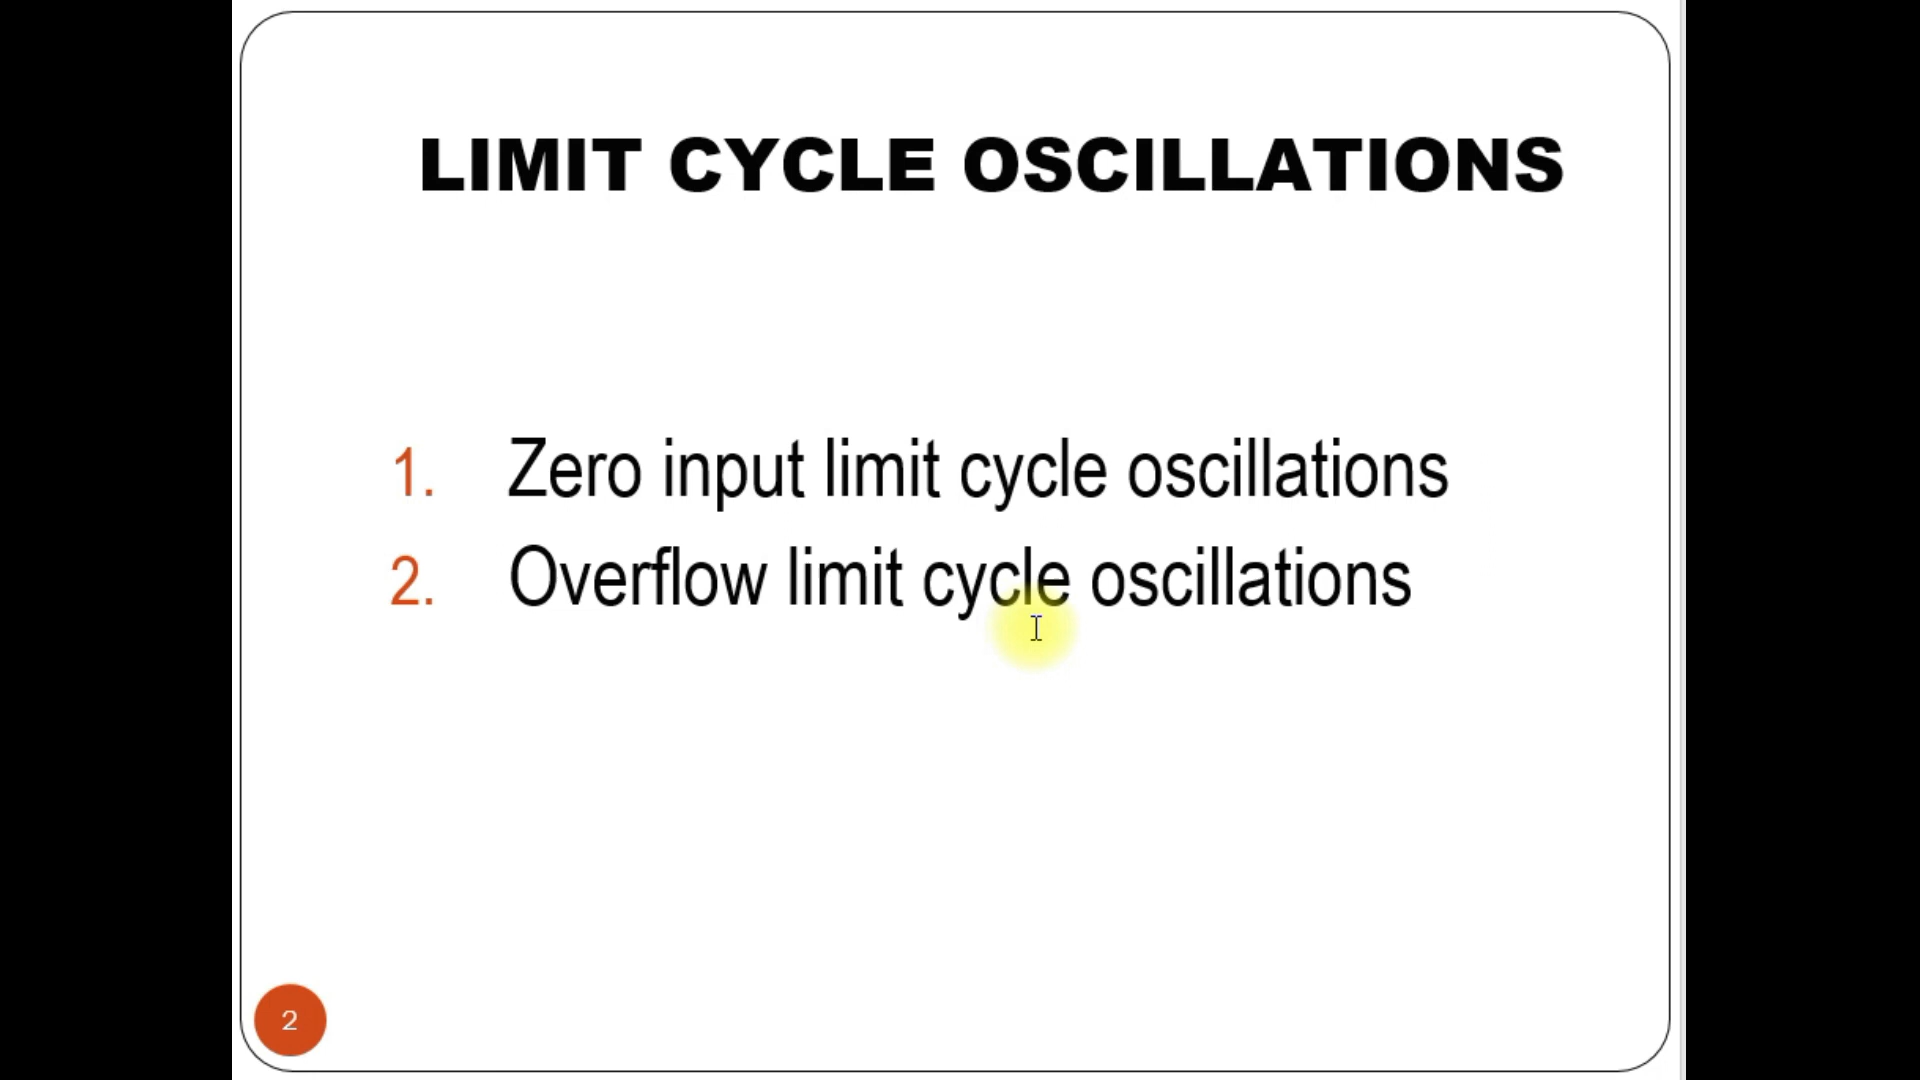 LIMIT CYCLE OSCILLATIONS
1. Zero input limit cycle oscillations
2. Overflow limit cycle oscillations
2